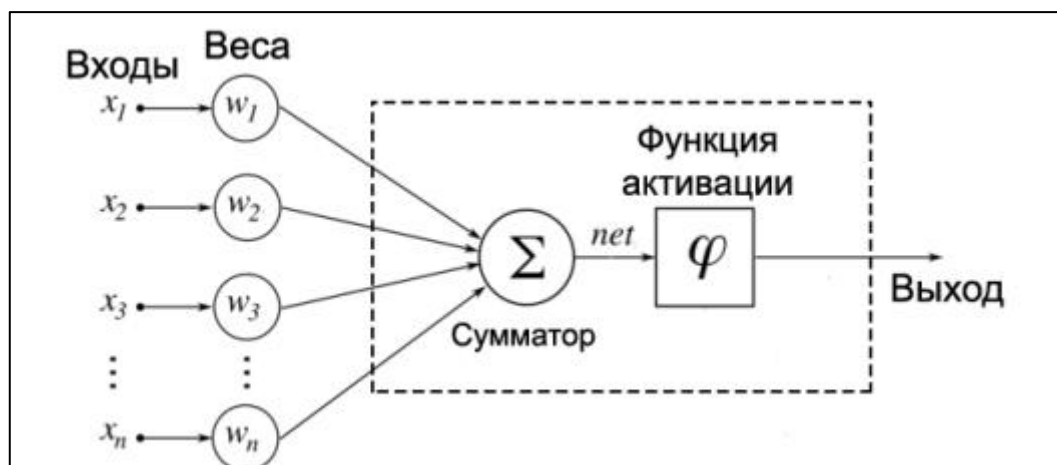 Входы
Веса
x₁
w₁
x₂
w₂
x₃
w₃
⋮
⋮
xₙ
wₙ
Σ
Сумматор
net
Функция
активации
φ
Выход